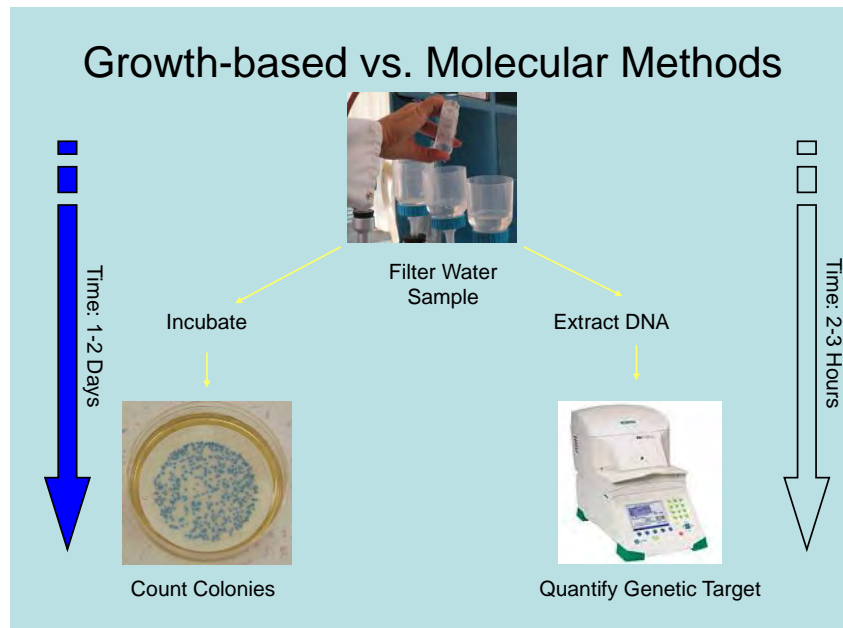 Growth-based vs. Molecular Methods
Filter Water
Sample
Incubate
Extract DNA
Time: 1-2 Days
Time: 2-3 Hours
Count Colonies
Quantify Genetic Target